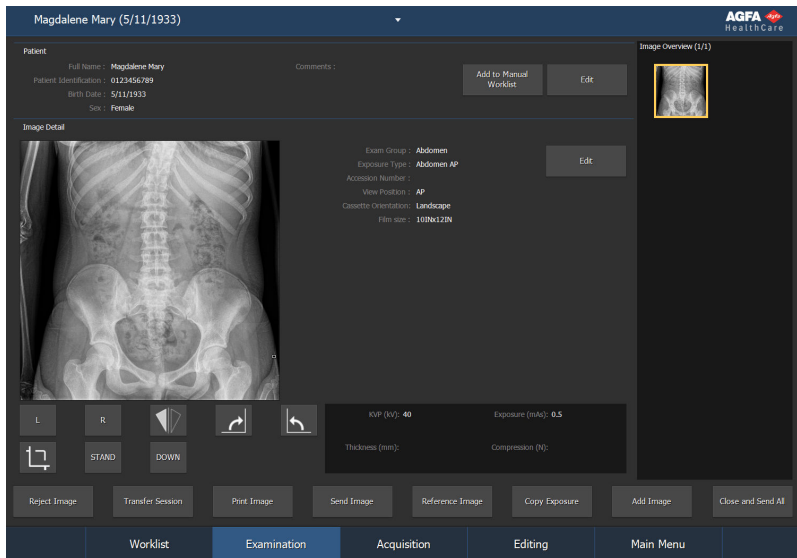 Magdalene Mary (5/11/1933)
AGFA Agfa
HealthCare
Patient
Full Name : Magdalene Mary
Patient Identification : 0123456789
Birth Date : 5/11/1933
Sex : Female
Comments :
Add to Manual
Worklist
Edit
Image Overview (1/1)
Image Detail
Exam Group : Abdomen
Exposure Type : Abdomen AP
Accession Number :
View Position : AP
Cassette Orientation: Landscape
Film size : 10INx12IN
Edit
L
R
STAND
DOWN
KVP (kV): 40
Exposure (mAs): 0.5
Thickness (mm):
Compression (N):
Reject Image
Transfer Session
Print Image
Send Image
Reference Image
Copy Exposure
Add Image
Close and Send All
Worklist
Examination
Acquisition
Editing
Main Menu